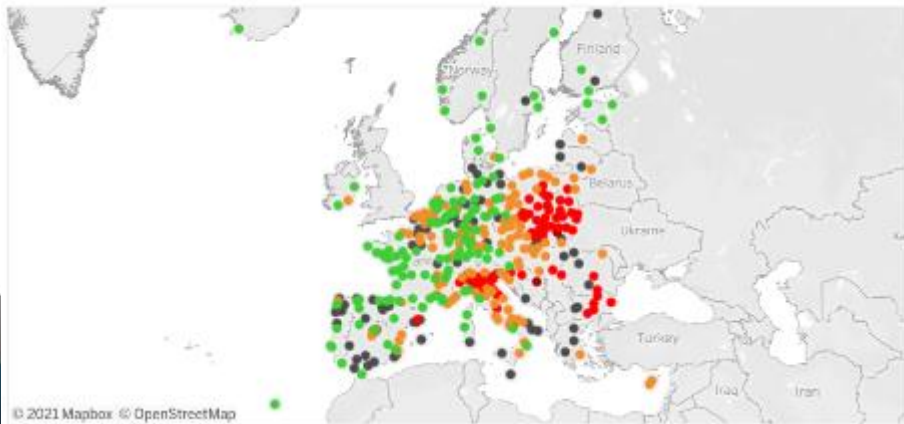 Finland
Norway
Belarus
Ukraine
Turkey
Iraq
Iran
© 2021 Mapbox © OpenStreetMap